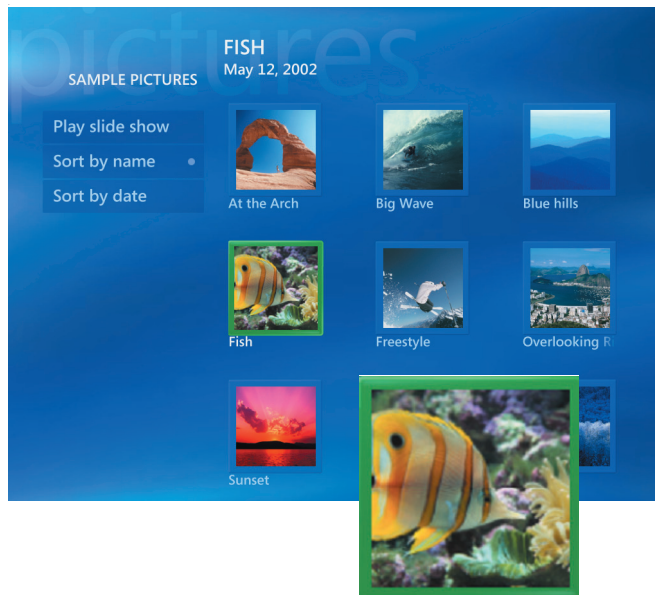 pictures
FISH
May 12, 2002
SAMPLE PICTURES
Play slide show
Sort by name
Sort by date
At the Arch
Big Wave
Blue hills
Fish
Freestyle
Overlooking R
Sunset